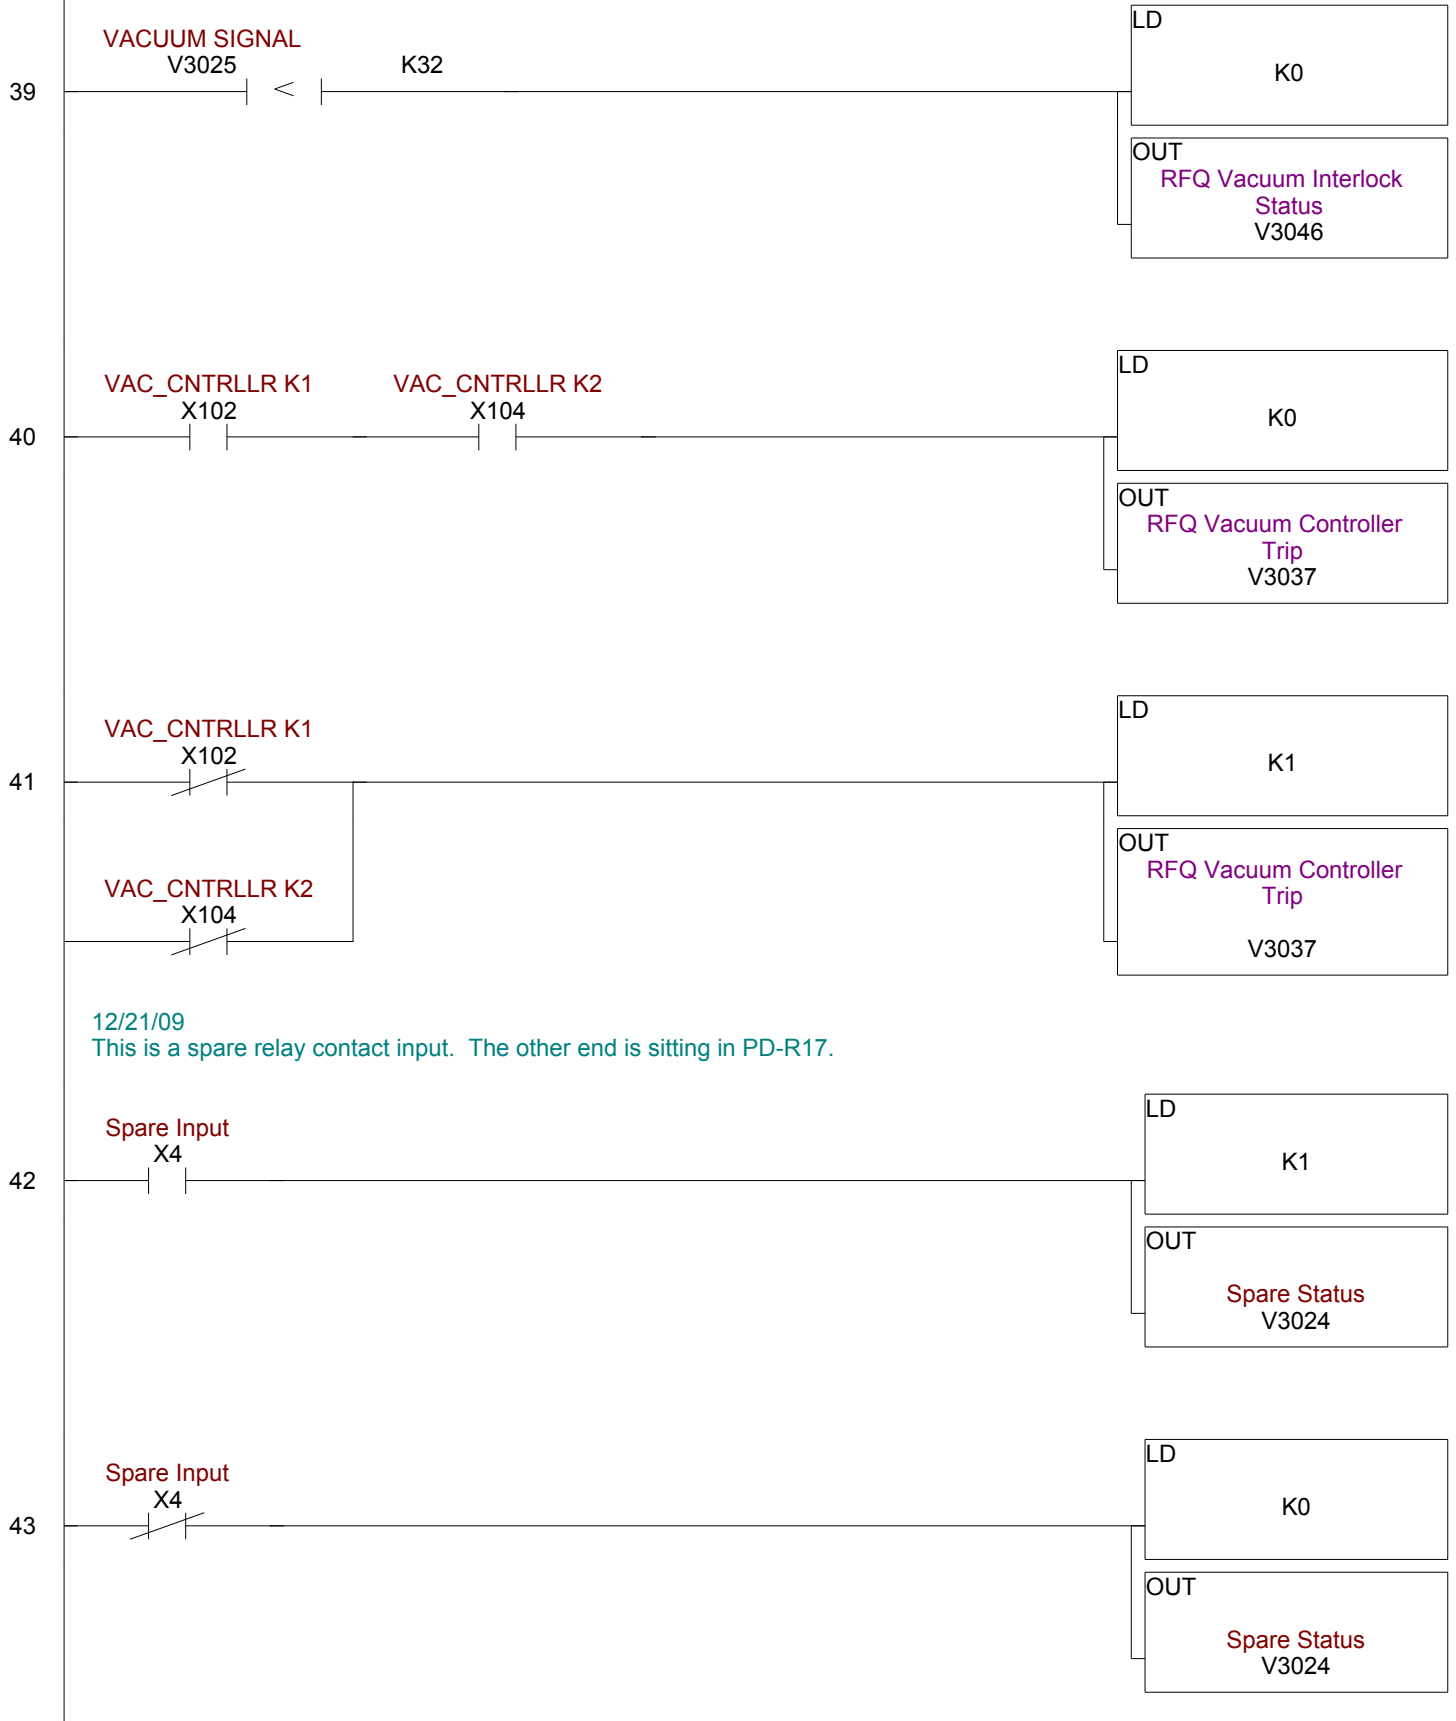 VACUUM SIGNAL
V3025 K32
39
<
LD
K0
OUT
RFQ Vacuum Interlock
Status
V3046
VAC_CNTRLLR K1 VAC_CNTRLLR K2
X102 X104
40
LD
K0
OUT
RFQ Vacuum Controller
Trip
V3037
VAC_CNTRLLR K1
X102
41
VAC_CNTRLLR K2
X104
LD
K1
OUT
RFQ Vacuum Controller
Trip
V3037
12/21/09
This is a spare relay contact input.  The other end is sitting in PD-R17.
Spare Input
X4
42
LD
K1
OUT
Spare Status
V3024
Spare Input
X4
43
LD
K0
OUT
Spare Status
V3024